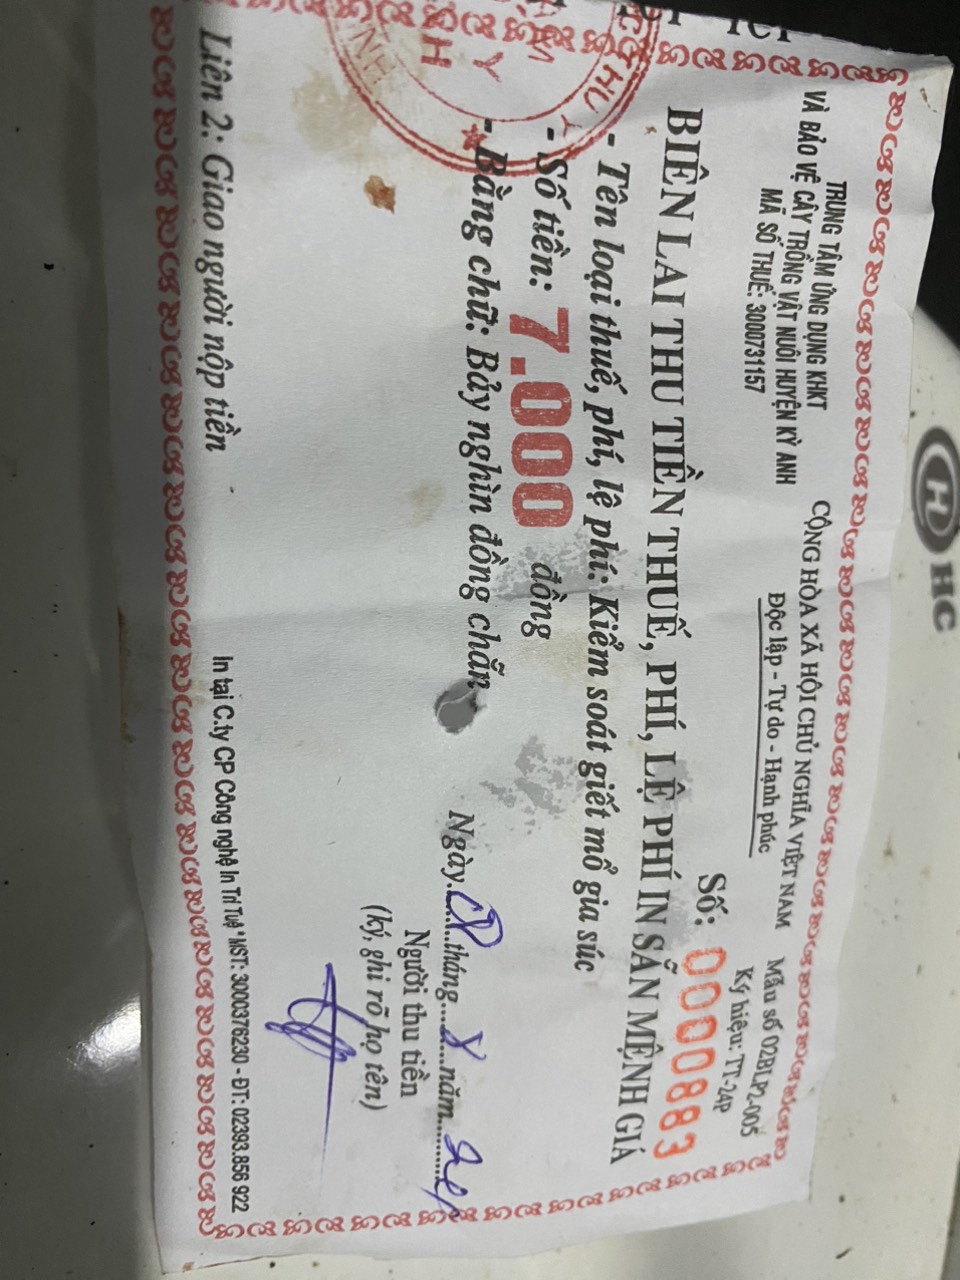 TRUNG TÂM ỨNG DỤNG KHKT
VÀ BẢO VỆ CÂY TRỒNG VẬT NUÔI HUYỆN KỲ ANH
MÃ SỐ THUẾ: 3000731157
CỘNG HÒA XÃ HỘI CHỦ NGHĨA VIỆT NAM
Độc lập - Tự do - Hạnh phúc
Mẫu số 02BLP2-005
Ký hiệu: TT-24P
Số: 0000883
BIÊN LAI THU TIỀN THUẾ, PHÍ, LỆ PHÍ IN SẴN MỆNH GIÁ
- Tên loại thuế, phí, lệ phí: Kiểm soát giết mổ gia súc
- Số tiền: 7.000 đồng
- Bằng chữ: Bảy nghìn đồng chẵn
Ngày.......tháng.......năm.........
Người thu tiền
(ký, ghi rõ họ tên)
Liên 2: Giao người nộp tiền
In tại C.ty CP Công nghệ In Trí Tuệ * MST: 3000376230 - ĐT: 02393.856 922
H HC